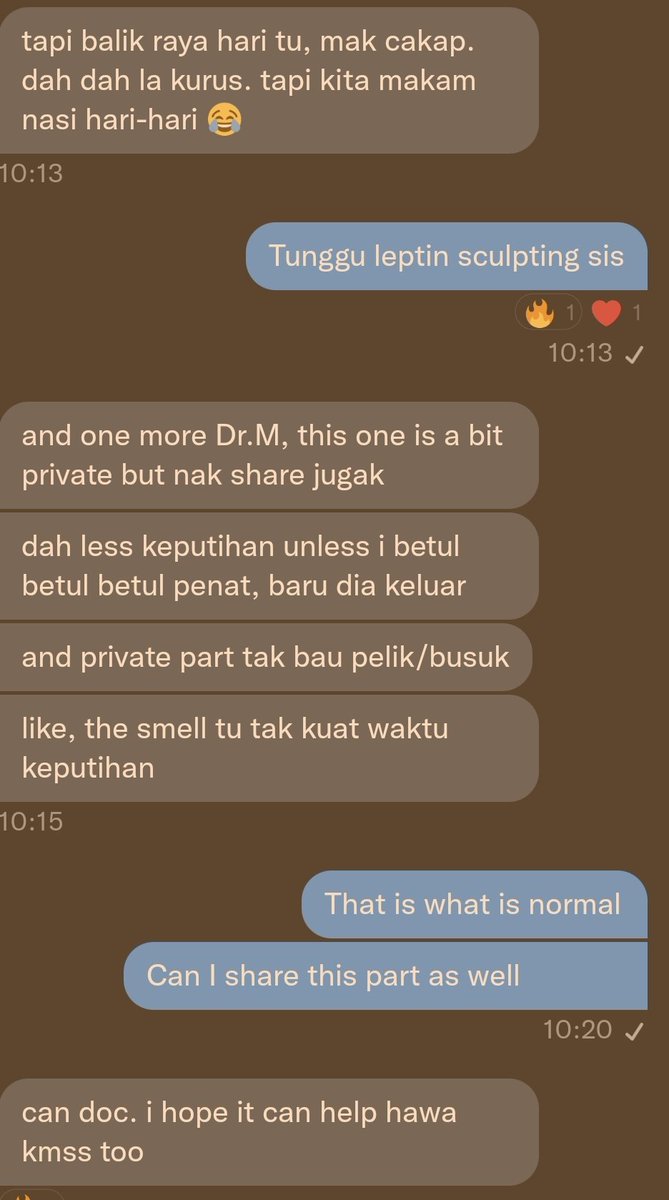 tapi balik raya hari tu, mak cakap.
dah dah la kurus. tapi kita makam
nasi hari-hari 😂
10:13
Tunggu leptin sculpting sis
🔥 1 ❤️ 1
10:13 ✓
and one more Dr.M, this one is a bit
private but nak share jugak
dah less keputihan unless i betul
betul betul penat, baru dia keluar
and private part tak bau pelik/busuk
like, the smell tu tak kuat waktu
keputihan
10:15
That is what is normal
Can I share this part as well
10:20 ✓
can doc. i hope it can help hawa
kmss too